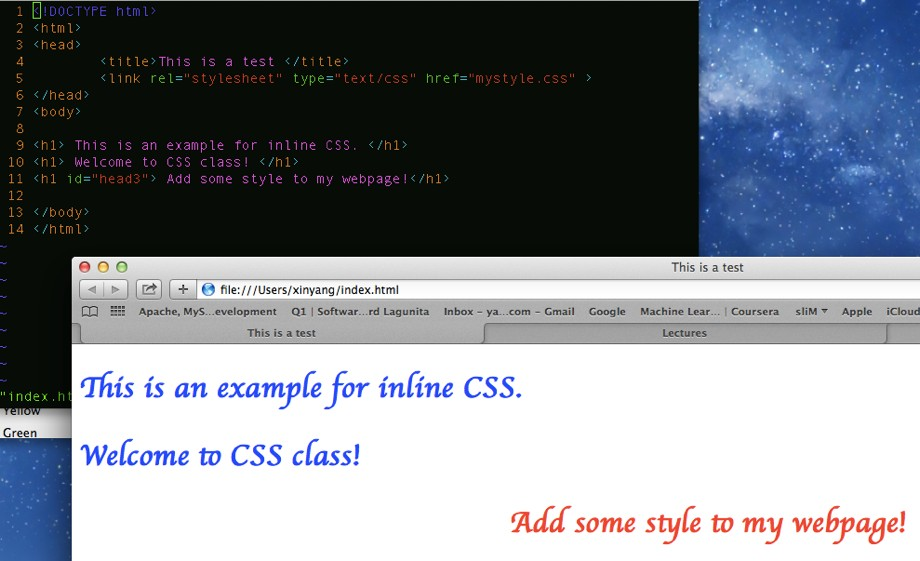 1 <!DOCTYPE html>
2 <html>
3 <head>
4 <title>This is a test </title>
5 <link rel="stylesheet" type="text/css" href="mystyle.css" >
6 </head>
7 <body>
8
9 <h1> This is an example for inline CSS. </h1>
10 <h1> Welcome to CSS class! </h1>
11 <h1 id="head3"> Add some style to my webpage!</h1>
12
13 </body>
14 </html>
~
~
~
~
~
~
~
~
~
"index.ht
Yellow
Green
This is a test
file:///Users/xinyang/index.html
Apache, MyS...evelopment Q1 | Softwar...rd Lagunita Inbox – ya...com – Gmail Google Machine Lear... | Coursera sliM Apple iCloud
This is a test Lectures
This is an example for inline CSS.
Welcome to CSS class!
Add some style to my webpage!